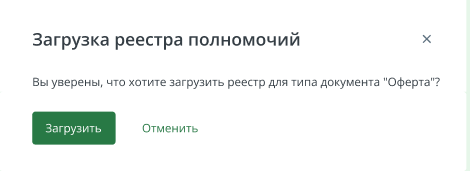 Загрузка реестра полномочий
Вы уверены, что хотите загрузить реестр для типа документа "Оферта"?
Загрузить Отменить